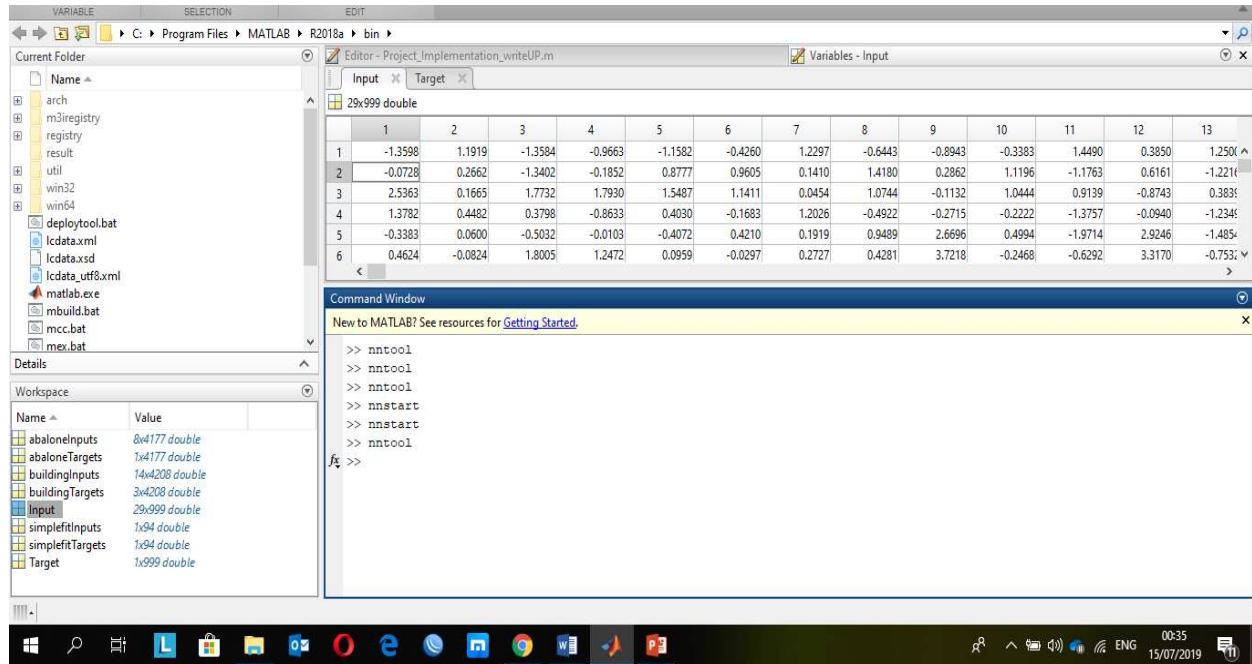 VARIABLE SELECTION EDIT
C: Program Files MATLAB R2018a bin
Current Folder
Name
arch
m3iregistry
registry
result
util
win32
win64
deploytool.bat
lcdata.xml
lcdata.xsd
lcdata_utf8.xml
matlab.exe
mbuild.bat
mcc.bat
mex.bat
Details
Workspace
Name Value
abaloneInputs 8x4177 double
abaloneTargets 1x4177 double
buildingInputs 14x4208 double
buildingTargets 3x4208 double
Input 29x999 double
simplefitInputs 1x94 double
simplefitTargets 1x94 double
Target 1x999 double
Editor - Project_Implementation_writeUP.m Variables - Input
Input Target
29x999 double
1 2 3 4 5 6 7 8 9 10 11 12 13
1 -1.3598 1.1919 -1.3584 -0.9663 -1.1582 -0.4260 1.2297 -0.6443 -0.8943 -0.3383 1.4490 0.3850 1.250
2 -0.0728 0.2662 -1.3402 -0.1852 0.8777 0.9605 0.1410 1.4180 0.2862 1.1196 -1.1763 0.6161 -1.221
3 2.5363 0.1665 1.7732 1.7930 1.5487 1.1411 0.0454 1.0744 -0.1132 1.0444 0.9139 -0.8743 0.383
4 1.3782 0.4482 0.3798 -0.8633 0.4030 -0.1683 1.2026 -0.4922 -0.2715 -0.2222 -1.3757 -0.0940 -1.234
5 -0.3383 0.0600 -0.5032 -0.0103 -0.4072 0.4210 0.1919 0.9489 2.6696 0.4994 -1.9714 2.9246 -1.485
6 0.4624 -0.0824 1.8005 1.2472 0.0959 -0.0297 0.2727 0.4281 3.7218 -0.2468 -0.6292 3.3170 -0.753
Command Window
New to MATLAB? See resources for Getting Started.
>> nntool
>> nntool
>> nntool
>> nnstart
>> nnstart
>> nntool
fx >>
ENG 00:35
15/07/2019